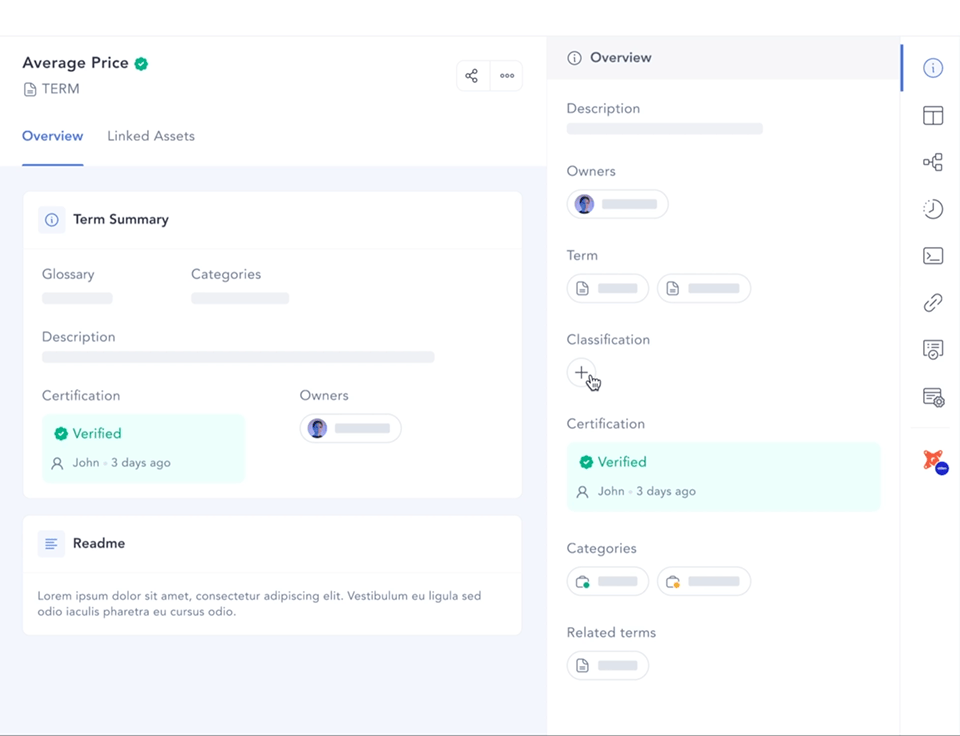 Average Price
TERM
Overview
Linked Assets
Term Summary
Glossary
Categories
Description
Certification
Owners
Verified
John • 3 days ago
Readme
Lorem ipsum dolor sit amet, consectetur adipiscing elit. Vestibulum eu ligula sed
odio iaculis pharetra eu cursus odio.
Overview
Description
Owners
Term
Classification
Certification
Verified
John • 3 days ago
Categories
Related terms